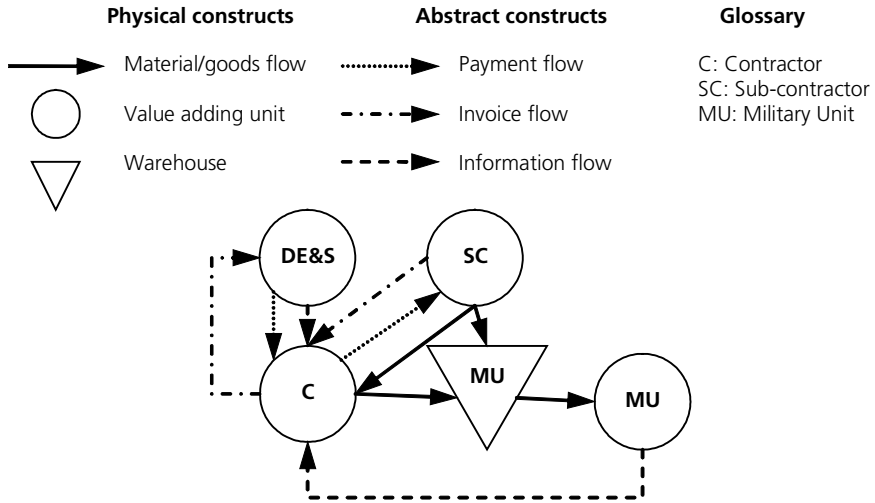 Physical constructs
Abstract constructs
Glossary
Material/goods flow
Payment flow
C: Contractor
SC: Sub-contractor
MU: Military Unit
Value adding unit
Invoice flow
Warehouse
Information flow
DE&S
SC
C
MU
MU